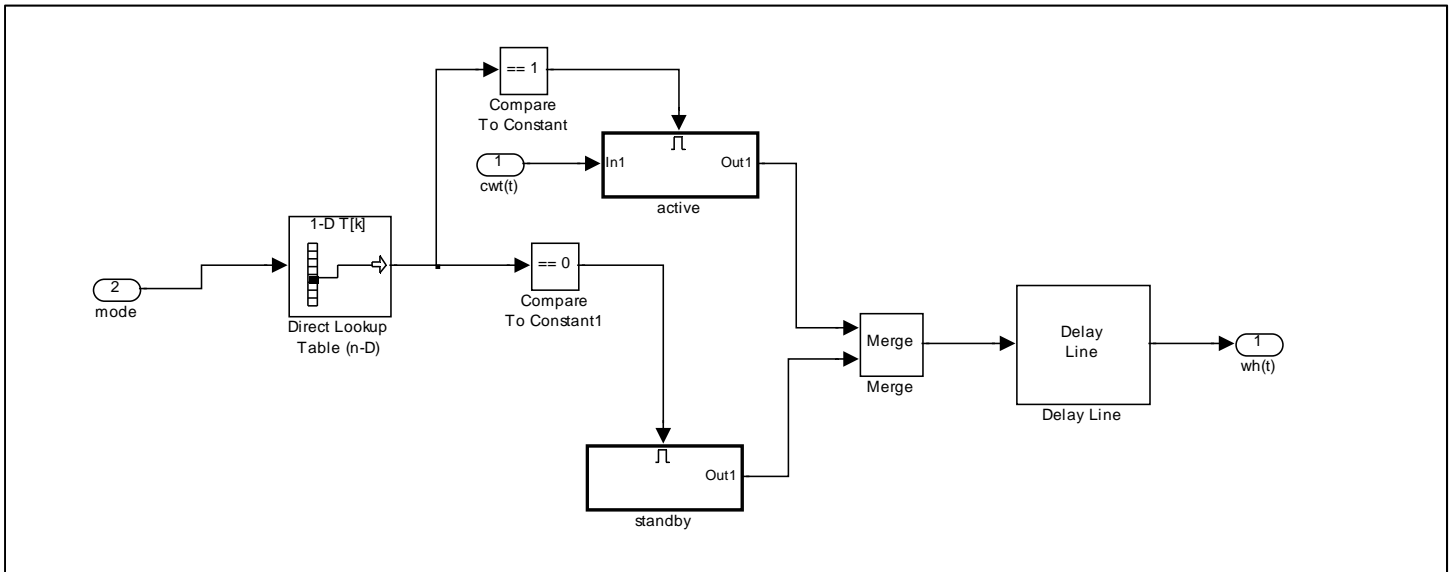 == 1
Compare
To Constant
1
cwt(t)
In1
Out1
active
2
mode
1-D T[k]
Direct Lookup
Table (n-D)
== 0
Compare
To Constant1
Out1
standby
Merge
Merge
Delay
Line
Delay Line
1
wh(t)